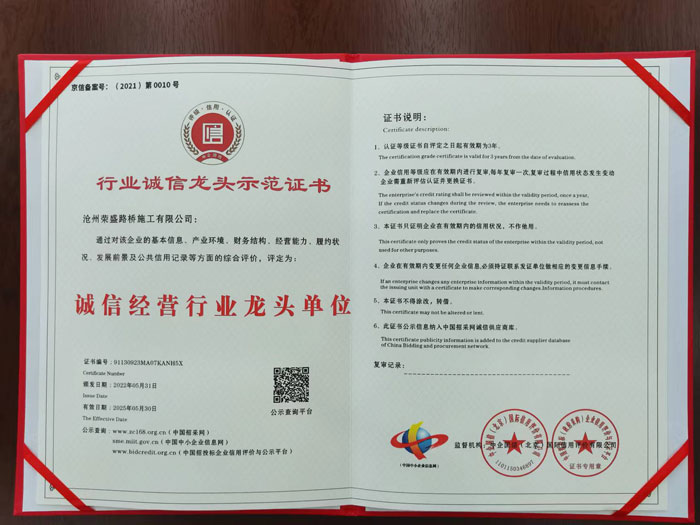 京信备案号：（2021）第0010号
评级·信用·认证
行业诚信龙头示范证书
沧州荣盛路桥施工有限公司：
通过对该企业的基本信息、产业环境、财务结构、经营能力、履约状
况、发展前景及公共信用记录等方面的综合评价，评定为：
诚信经营行业龙头单位
证书编号：91130923MA07KANH5X
Certificate Number
颁发日期：2022年05月31日
Issue Date
有效日期：2025年05月30日
The Effective Date
公示查询：www.zc168.org.cn（中国招采网）
sme.miit.gov.cn（中国中小企业信息网）
www.bidcredit.org.cn（中国招投标企业信用评价与公示平台）
公示查询平台
证书说明：
Certificate description:
1、认证等级证书自评定之日起有效期为3年。
The certification grade certificate is valid for 3 years from the date of evaluation.
2、企业信用等级应在有效期内进行复审,每年复审一次,复审过程中信用状态发生变动
企业需重新评估认证并更换证书。
The enterprise's credit rating shall be reviewed within the validity period, once a year,
If the credit status changes during the review, the enterprise needs to reassess the
certification and replace the certificate.
3、本证书只证明企业在有效期内的信用状况，不作他用。
This certificate only proves the credit status of the enterprise within the validity period, not
used for other purposes.
4、企业在有效期内变更任何企业信息,必须持证联系发证单位做相应的变更信息手续。
If an enterprise changes any enterprise information within the validity period, it must contact
the issuing unit with a certificate to make corresponding changes.Information procedures.
5、本证书不得涂改，转借。
This certificate may not be altered or lent.
6、此证书公示信息纳入中国招采网诚信供应商库。
This certificate publicity information is added to the credit supplier database
of China Bidding and procurement network.
复审记录：
（中国中小企业信息网）
监督机构：
（北京）国际信用评价有限公司
证书专用章